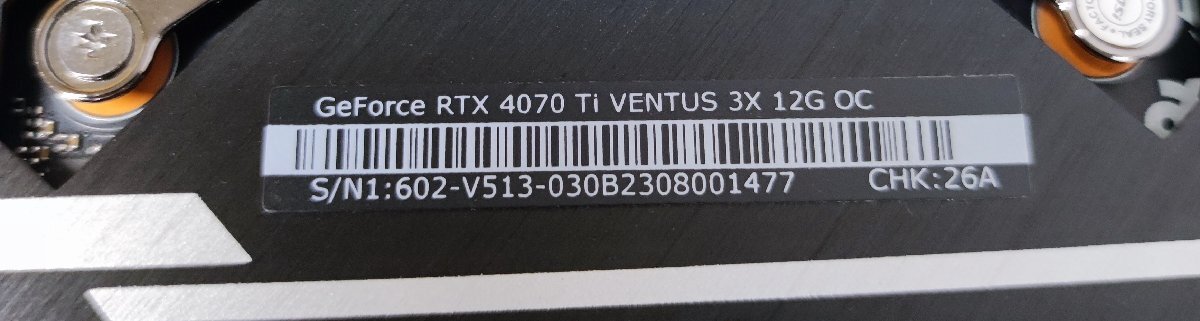 GeForce RTX 4070 Ti VENTUS 3X 12G OC
S/N1:602-V513-030B2308001477 CHK:26A